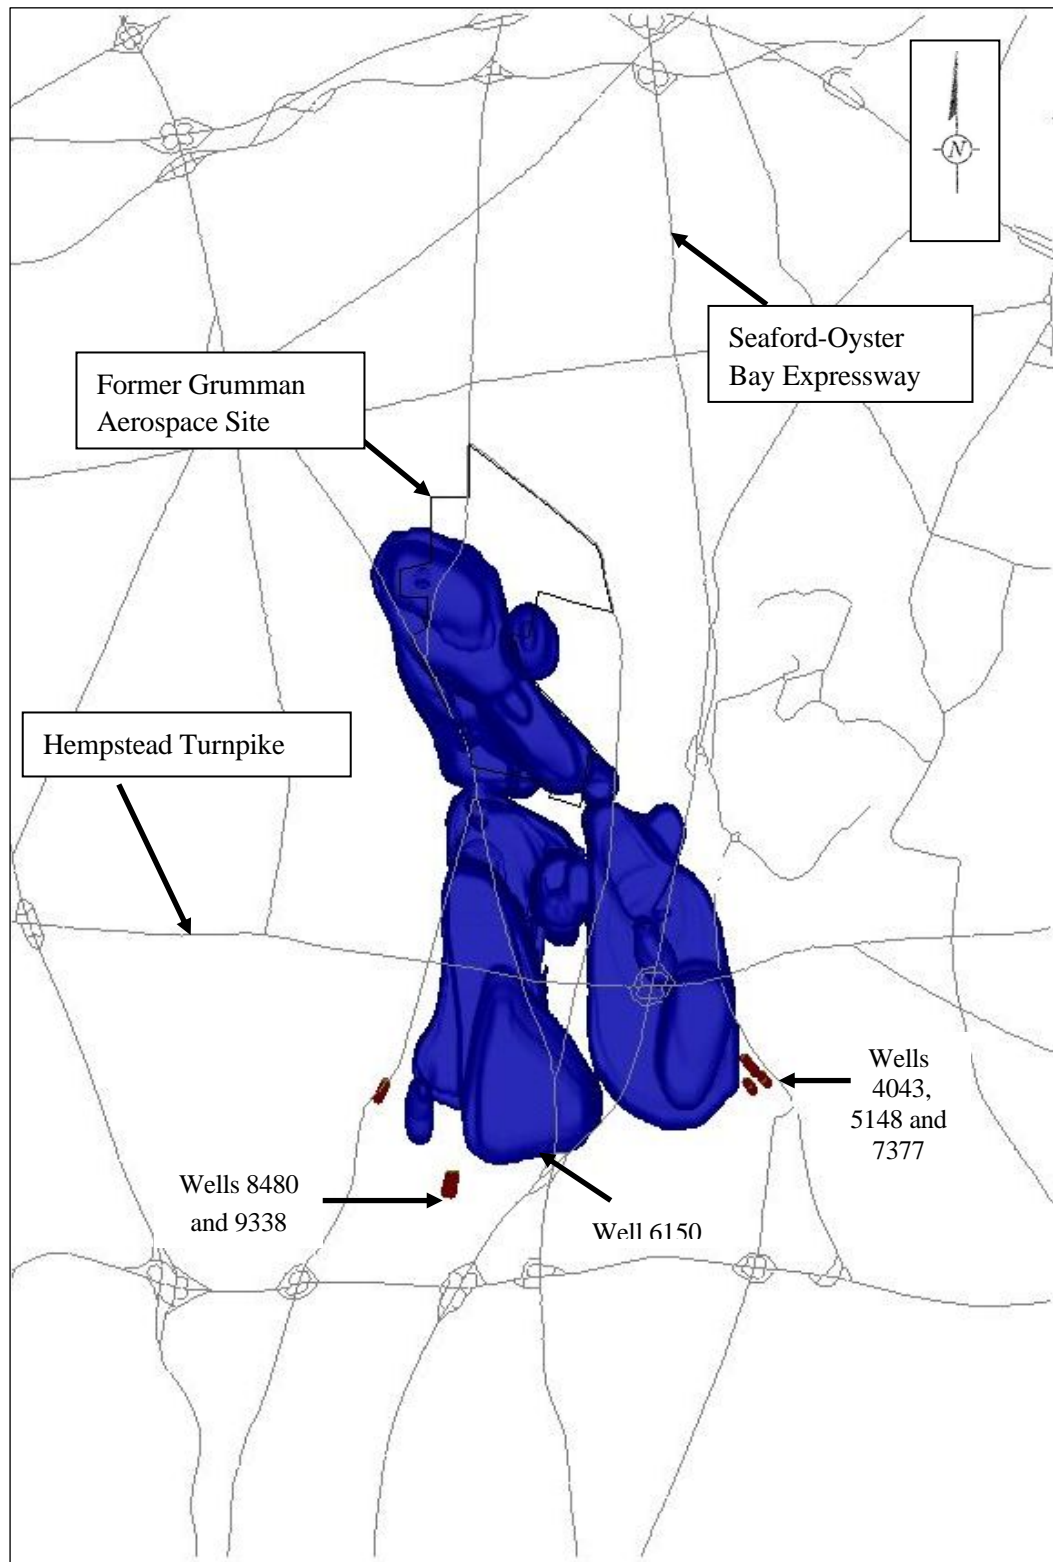 N
Seaford-Oyster
Bay Expressway
Former Grumman
Aerospace Site
Hempstead Turnpike
Wells
4043,
5148 and
7377
Wells 8480
and 9338
Well 6150